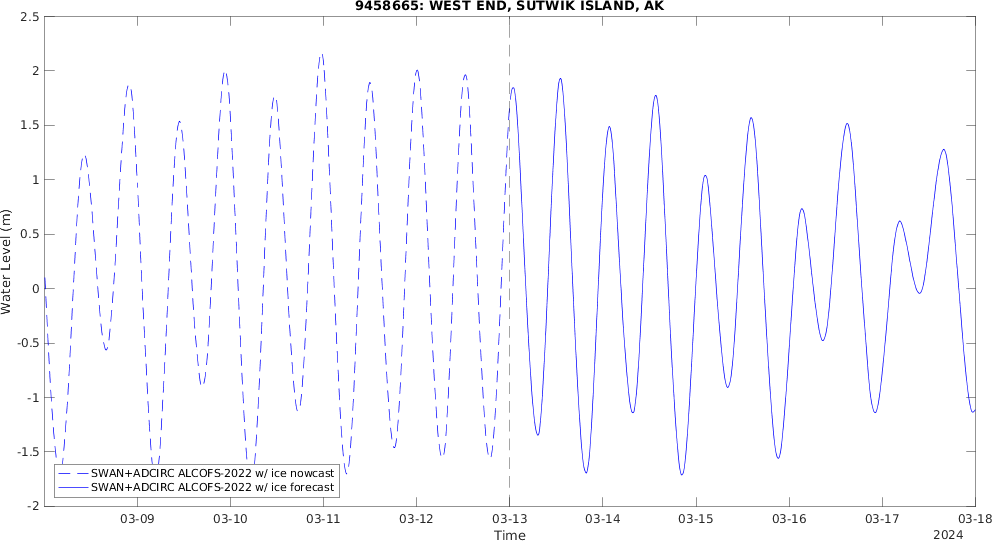 9458665: WEST END, SUTWIK ISLAND, AK
2.5
2
1.5
1
0.5
0
-0.5
-1
-1.5
-2
Water Level (m)
SWAN+ADCIRC ALCOFS-2022 w/ ice nowcast
SWAN+ADCIRC ALCOFS-2022 w/ ice forecast
03-09 03-10 03-11 03-12 03-13 03-14 03-15 03-16 03-17 03-18
Time
2024